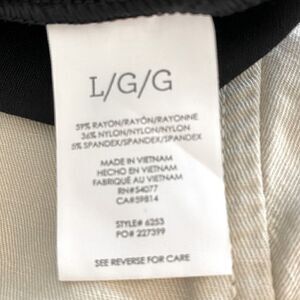 L/G/G
59% RAYON/RAYÓN/RAYONNE
36% NYLON/NYLON/NYLON
5% SPANDEX/SPANDEX/SPANDEX
MADE IN VIETNAM
HECHO EN VIETNAM
FABRIQUÉ AU VIETNAM
RN#54077
CA#59814
STYLE# 6253
PO# 227399
SEE REVERSE FOR CARE